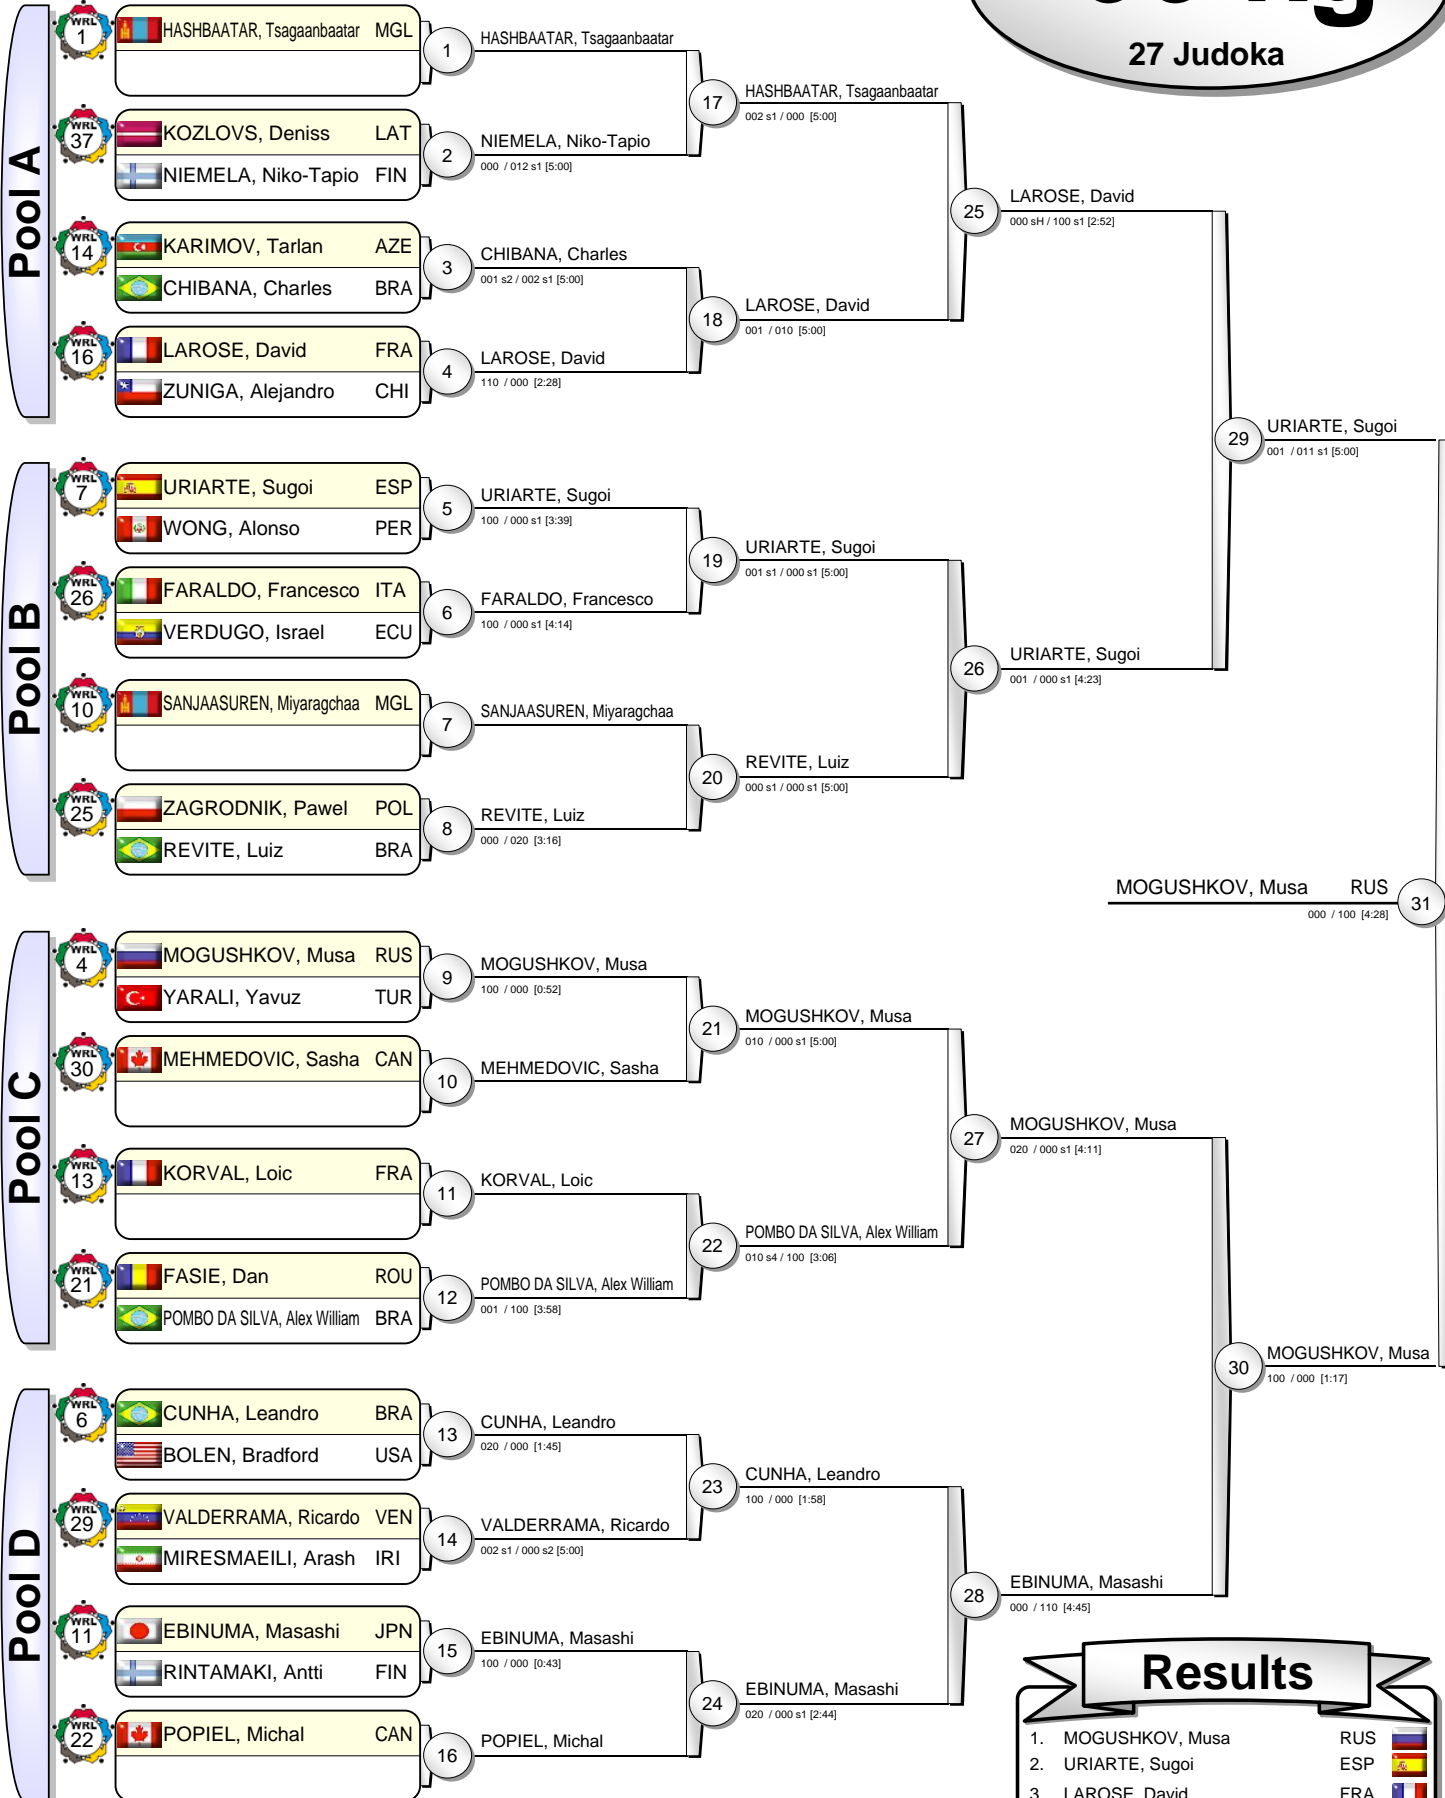 27 Judoka
Pool A
WRL 1
HASHBAATAR, Tsagaanbaatar MGL
WRL 37
KOZLOVS, Deniss LAT
NIEMELA, Niko-Tapio FIN
WRL 14
KARIMOV, Tarlan AZE
CHIBANA, Charles BRA
WRL 16
LAROSE, David FRA
ZUNIGA, Alejandro CHI
Pool B
WRL 7
URIARTE, Sugoi ESP
WONG, Alonso PER
WRL 26
FARALDO, Francesco ITA
VERDUGO, Israel ECU
WRL 10
SANJAASUREN, Miyaragchaa MGL
WRL 25
ZAGRODNIK, Pawel POL
REVITE, Luiz BRA
Pool C
WRL 4
MOGUSHKOV, Musa RUS
YARALI, Yavuz TUR
WRL 30
MEHMEDOVIC, Sasha CAN
WRL 13
KORVAL, Loic FRA
WRL 21
FASIE, Dan ROU
POMBO DA SILVA, Alex William BRA
Pool D
WRL 6
CUNHA, Leandro BRA
BOLEN, Bradford USA
WRL 29
VALDERRAMA, Ricardo VEN
MIRESMAEILI, Arash IRI
WRL 11
EBINUMA, Masashi JPN
RINTAMAKI, Antti FIN
WRL 22
POPIEL, Michal CAN
1 HASHBAATAR, Tsagaanbaatar
2 NIEMELA, Niko-Tapio
000 / 012 s1 [5:00]
3 CHIBANA, Charles
001 s2 / 002 s1 [5:00]
4 LAROSE, David
110 / 000 [2:28]
5 URIARTE, Sugoi
100 / 000 s1 [3:39]
6 FARALDO, Francesco
100 / 000 s1 [4:14]
7 SANJAASUREN, Miyaragchaa
8 REVITE, Luiz
000 / 020 [3:16]
9 MOGUSHKOV, Musa
100 / 000 [0:52]
10 MEHMEDOVIC, Sasha
11 KORVAL, Loic
12 POMBO DA SILVA, Alex William
001 / 100 [3:58]
13 CUNHA, Leandro
020 / 000 [1:45]
14 VALDERRAMA, Ricardo
002 s1 / 000 s2 [5:00]
15 EBINUMA, Masashi
100 / 000 [0:43]
16 POPIEL, Michal
17 HASHBAATAR, Tsagaanbaatar
002 s1 / 000 [5:00]
18 LAROSE, David
001 / 010 [5:00]
19 URIARTE, Sugoi
001 s1 / 000 s1 [5:00]
20 REVITE, Luiz
000 s1 / 000 s1 [5:00]
21 MOGUSHKOV, Musa
010 / 000 s1 [5:00]
22 POMBO DA SILVA, Alex William
010 s4 / 100 [3:06]
23 CUNHA, Leandro
100 / 000 [1:58]
24 EBINUMA, Masashi
020 / 000 s1 [2:44]
25 LAROSE, David
000 sH / 100 s1 [2:52]
26 URIARTE, Sugoi
001 / 000 s1 [4:23]
27 MOGUSHKOV, Musa
020 / 000 s1 [4:11]
28 EBINUMA, Masashi
000 / 110 [4:45]
29 URIARTE, Sugoi
001 / 011 s1 [5:00]
30 MOGUSHKOV, Musa
100 / 000 [1:17]
MOGUSHKOV, Musa RUS 31
000 / 100 [4:28]
Results
1. MOGUSHKOV, Musa RUS
2. URIARTE, Sugoi ESP
3. LAROSE, David FRA